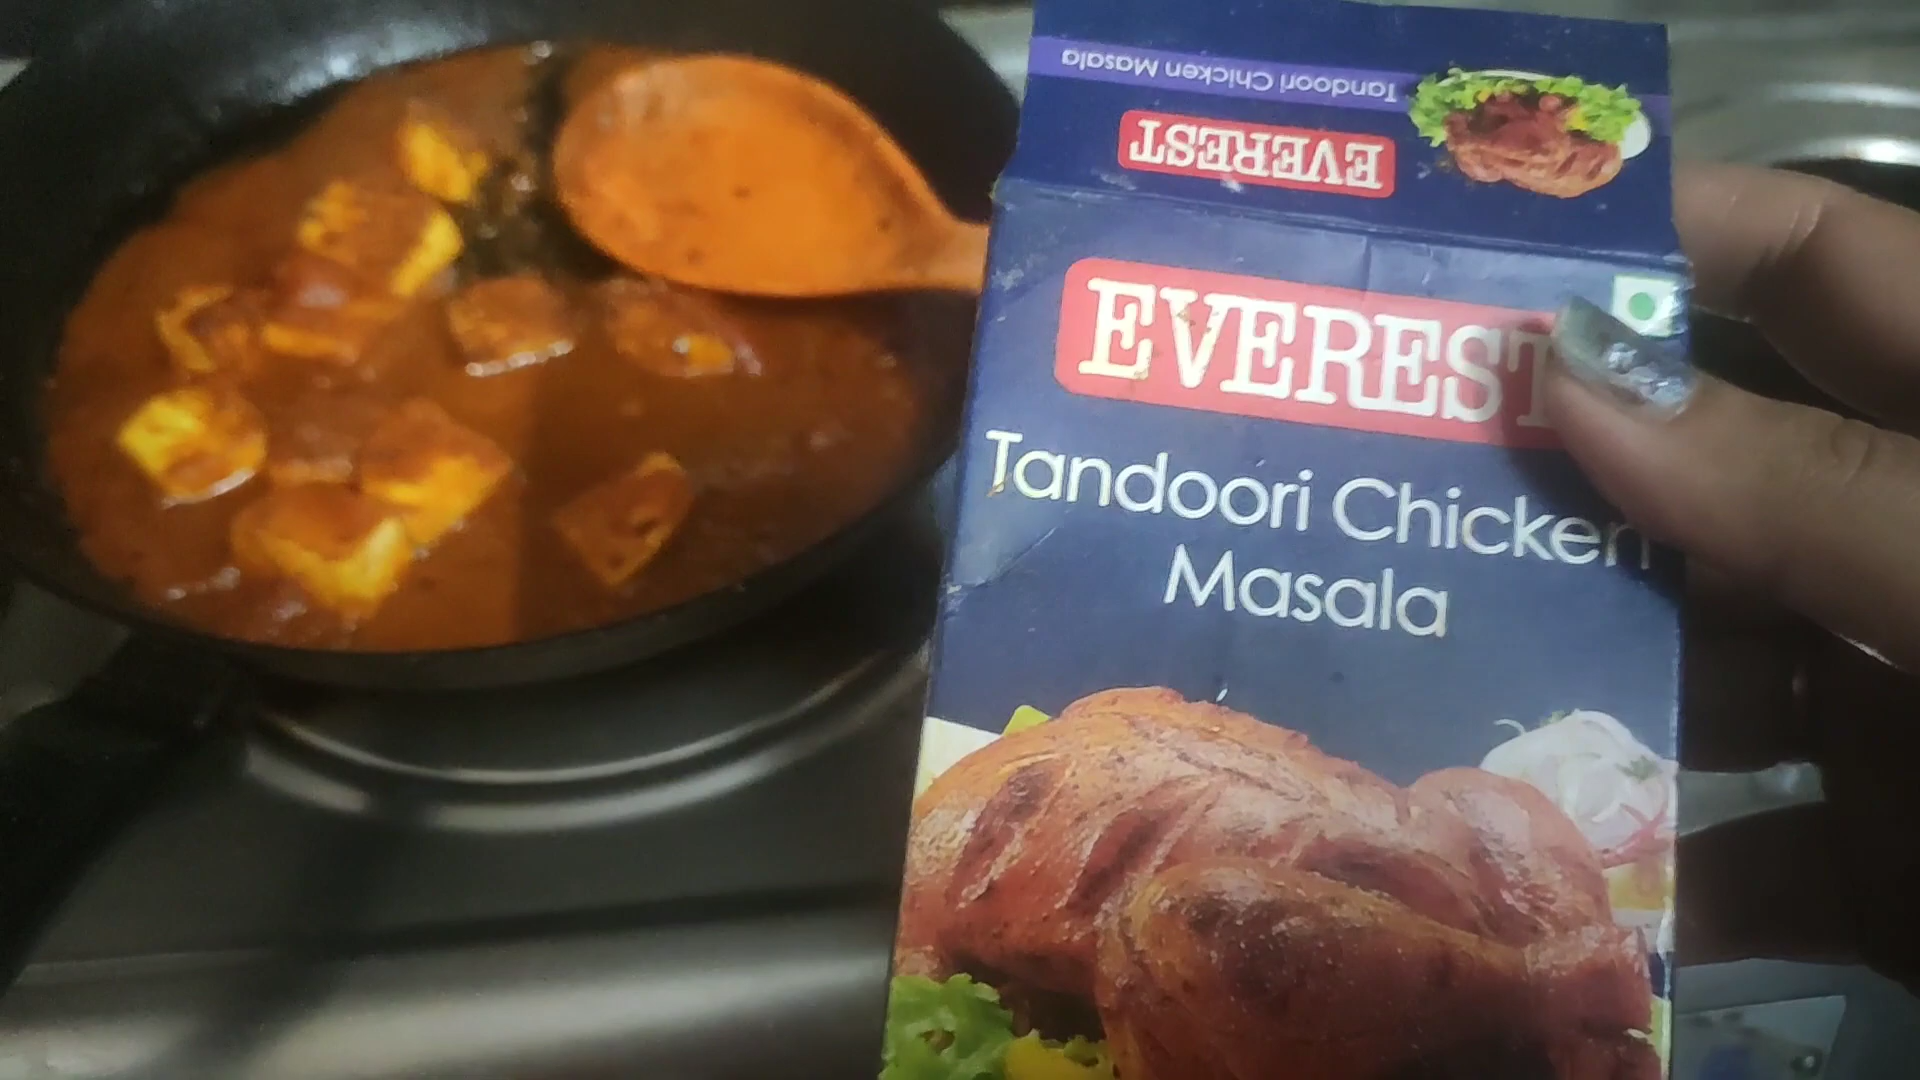 Tandoori Chicken Masala
EVEREST
EVEREST
Tandoori Chicken
Masala